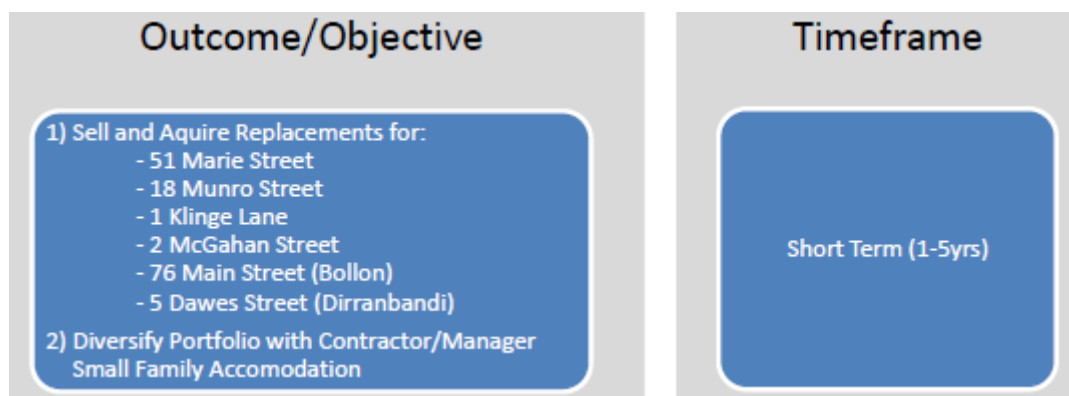 Outcome/Objective
1) Sell and Aquire Replacements for:
- 51 Marie Street
- 18 Munro Street
- 1 Klinge Lane
- 2 McGahan Street
- 76 Main Street (Bollon)
- 5 Dawes Street (Dirranbandi)
2) Diversify Portfolio with Contractor/Manager
Small Family Accomodation
Timeframe
Short Term (1-5yrs)